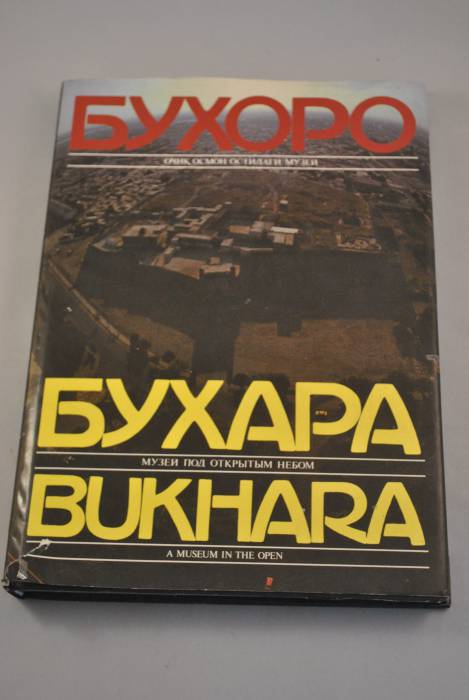 БУХОРО
ОЧИҚ ОСМОН ОСТИДАГИ МУЗЕЙ
БУХАРА
МУЗЕЙ ПОД ОТКРЫТЫМ НЕБОМ
BUKHARA
A MUSEUM IN THE OPEN